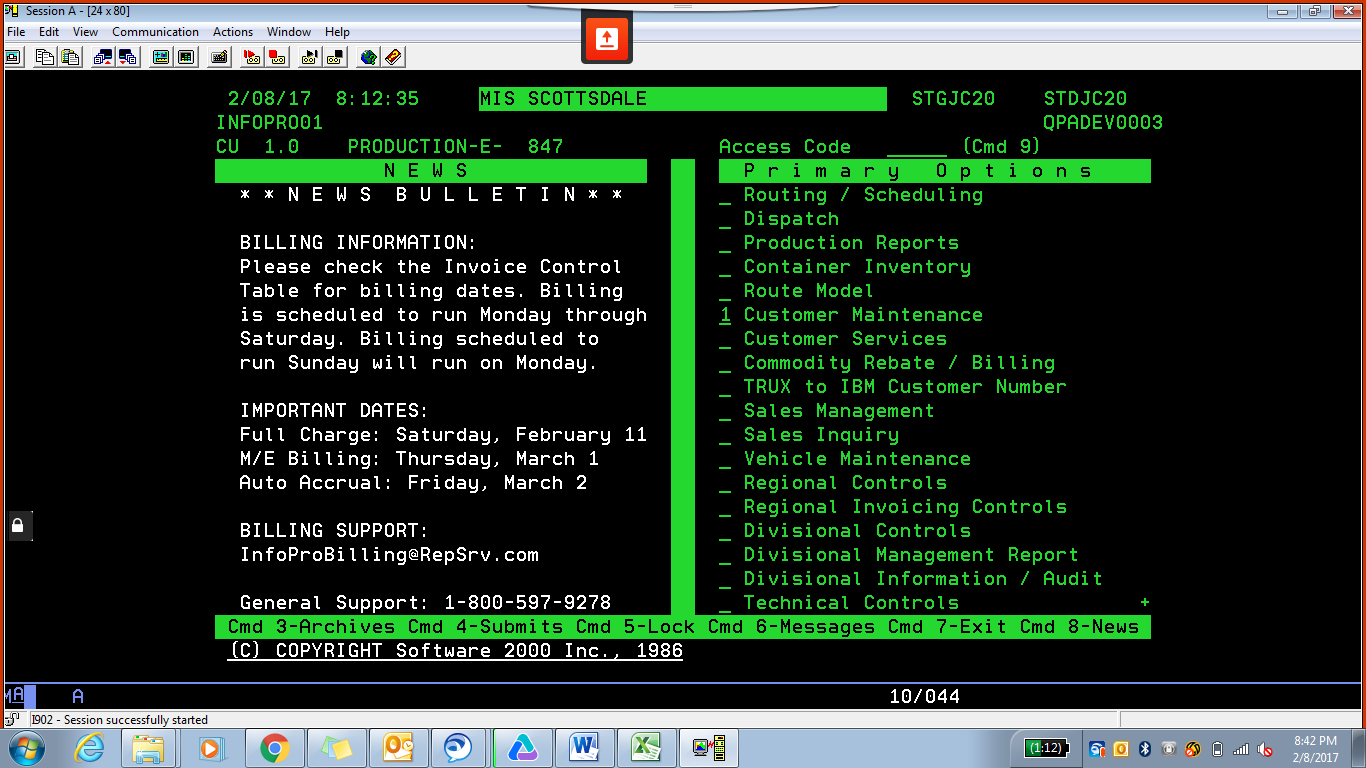 Session A - [24 x 80]
File Edit View Communication Actions Window Help
2/08/17 8:12:35 MIS SCOTTSDALE STGJC20 STDJC20
INFOPRO01 QPADEV0003
CU 1.0 PRODUCTION-E- 847 Access Code ______ (Cmd 9)
N E W S
* * N E W S B U L L E T I N * *
BILLING INFORMATION:
Please check the Invoice Control
Table for billing dates. Billing
is scheduled to run Monday through
Saturday. Billing scheduled to
run Sunday will run on Monday.
IMPORTANT DATES:
Full Charge: Saturday, February 11
M/E Billing: Thursday, March 1
Auto Accrual: Friday, March 2
BILLING SUPPORT:
InfoProBilling@RepSrv.com
General Support: 1-800-597-9278
P r i m a r y O p t i o n s
_ Routing / Scheduling
_ Dispatch
_ Production Reports
_ Container Inventory
_ Route Model
1 Customer Maintenance
_ Customer Services
_ Commodity Rebate / Billing
_ TRUX to IBM Customer Number
_ Sales Management
_ Sales Inquiry
_ Vehicle Maintenance
_ Regional Controls
_ Regional Invoicing Controls
_ Divisional Controls
_ Divisional Management Report
_ Divisional Information / Audit
_ Technical Controls +
Cmd 3-Archives Cmd 4-Submits Cmd 5-Lock Cmd 6-Messages Cmd 7-Exit Cmd 8-News
(C) COPYRIGHT Software 2000 Inc., 1986
MA A 10/044
I902 - Session successfully started
(1:12) 8:42 PM
2/8/2017